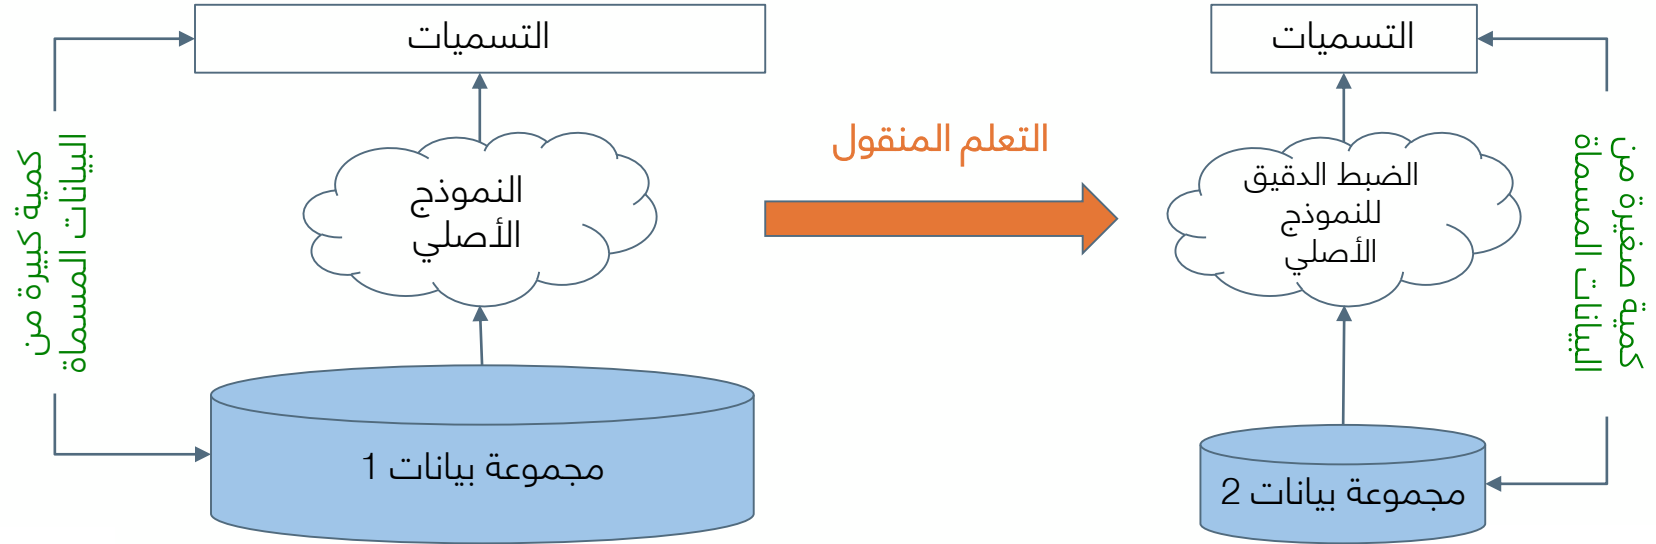 التسميات
كمية كبيرة من
البيانات المسماة
النموذج
الأصلي
مجموعة بيانات 1
التعلم المنقول
التسميات
الضبط الدقيق
للنموذج
الأصلي
كمية صغيرة من
البيانات المسماة
مجموعة بيانات 2